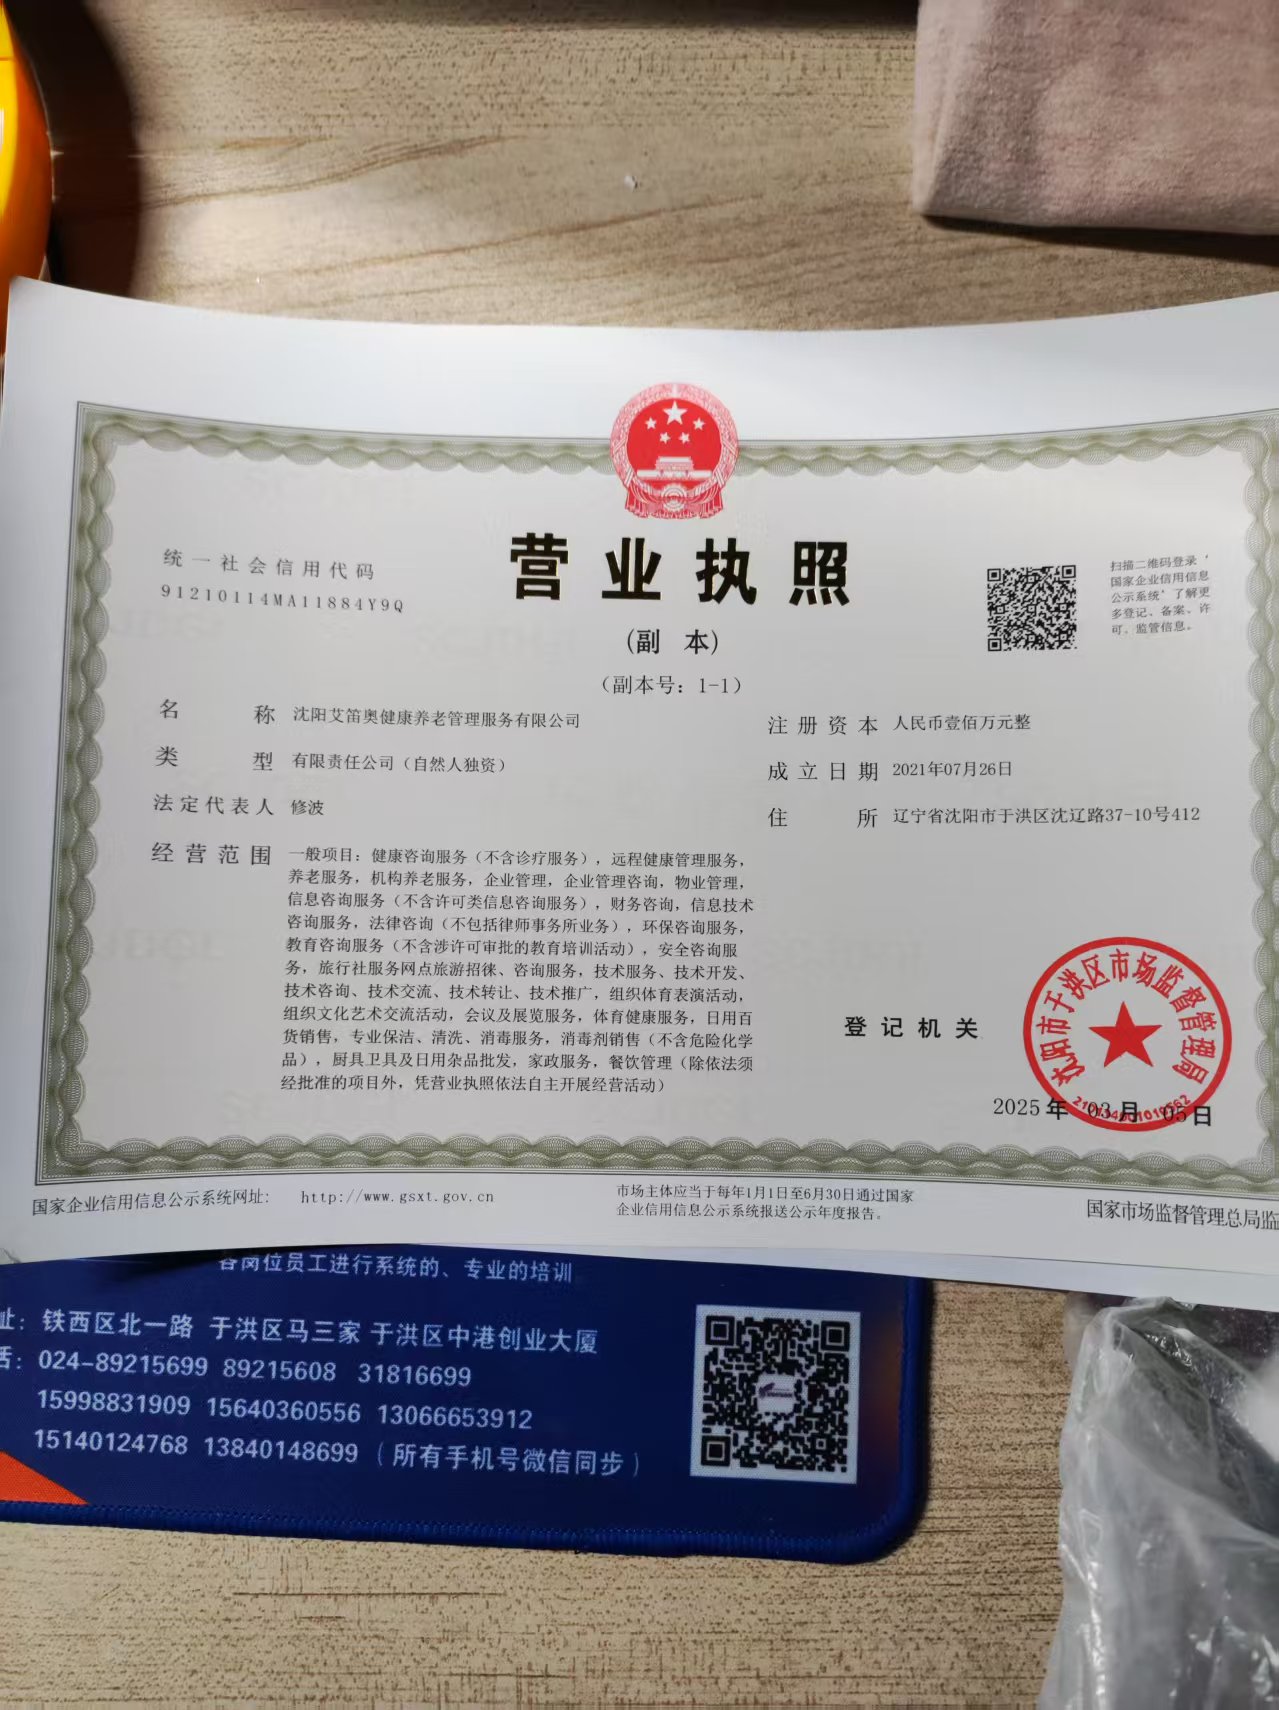 营业执照
(副 本)
（副本号：1-1）
统一社会信用代码
91210114MA11884Y9Q
扫描二维码登录‘
国家企业信用信息
公示系统’了解更
多登记、备案、许
可、监管信息。
名 称 沈阳艾笛奥健康养老管理服务有限公司
类 型 有限责任公司（自然人独资）
法定代表人 修波
经营范围 一般项目：健康咨询服务（不含诊疗服务），远程健康管理服务，
养老服务，机构养老服务，企业管理，企业管理咨询，物业管理，
信息咨询服务（不含许可类信息咨询服务），财务咨询，信息技术
咨询服务，法律咨询（不包括律师事务所业务），环保咨询服务，
教育咨询服务（不含涉许可审批的教育培训活动），安全咨询服
务，旅行社服务网点旅游招徕、咨询服务，技术服务、技术开发、
技术咨询、技术交流、技术转让、技术推广，组织体育表演活动，
组织文化艺术交流活动，会议及展览服务，体育健康服务，日用百
货销售，专业保洁、清洗、消毒服务，消毒剂销售（不含危险化学
品），厨具卫具及日用杂品批发，家政服务，餐饮管理（除依法须
经批准的项目外，凭营业执照依法自主开展经营活动）
注册资本 人民币壹佰万元整
成立日期 2021年07月26日
住 所 辽宁省沈阳市于洪区沈辽路37-10号412
登记机关
沈阳市于洪区市场监督管理局
2025年 03月 05日
国家企业信用信息公示系统网址： http://www.gsxt.gov.cn
市场主体应当于每年1月1日至6月30日通过国家
企业信用信息公示系统报送公示年度报告。
国家市场监督管理总局监
各岗位员工进行系统的、专业的培训
址：铁西区北一路 于洪区马三家 于洪区中港创业大厦
话：024-89215699 89215608 31816699
15998831909 15640360556 13066653912
15140124768 13840148699（所有手机号微信同步）